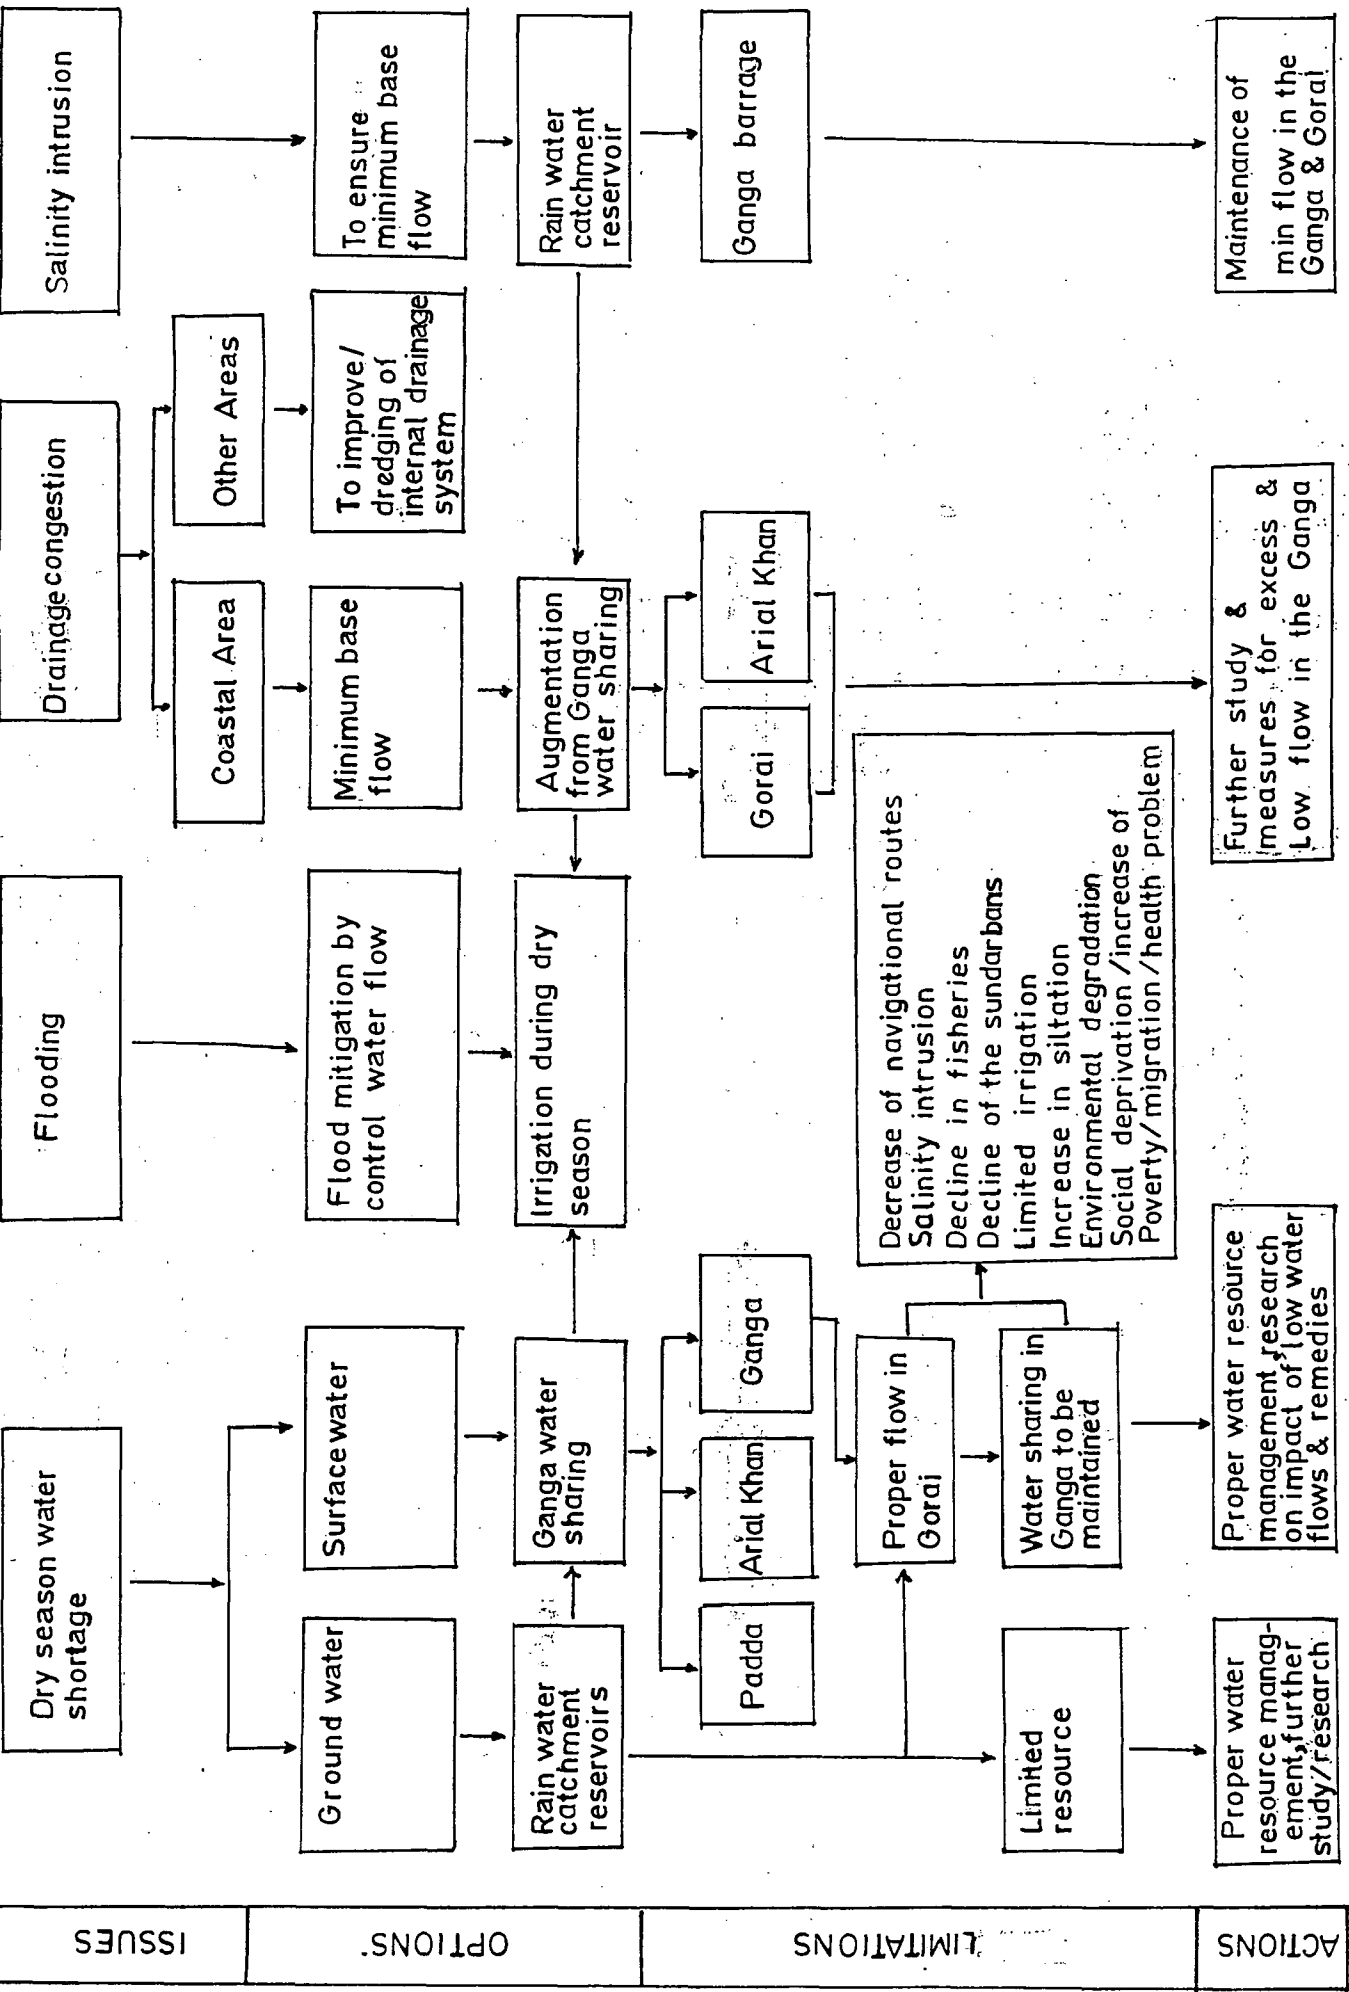 ISSUES
Dry season water
shortage
Flooding
Drainage congestion
Salinity intrusion
Coastal Area
Other Areas
OPTIONS
Ground water
Surface water
Flood mitigation by
control water flow
Minimum base
flow
To improve/
dredging of
internal drainage
system
To ensure
minimum base
flow
Rain water
catchment
reservoirs
Ganga water
sharing
Irrigation during dry
season
Augmentation
from Ganga
water sharing
Rain water
catchment
reservoir
LIMITATIONS
Padda
Arial Khan
Ganga
Gorai
Arial Khan
Ganga barrage
Proper flow in
Gorai
Limited
resource
Water sharing in
Ganga to be
maintained
Decrease of navigational routes
Salinity intrusion
Decline in fisheries
Decline of the sundarbans
Limited irrigation
Increase in siltation
Environmental degradation
Social deprivation /increase of
Poverty/migration/health problem
ACTIONS
Proper water
resource manag-
ement, further
study/research
Proper water resource
management, research
on impact of low water
flows & remedies
Further study &
measures for excess &
Low flow in the Ganga
Maintenance of
min flow in the
Ganga & Gorai